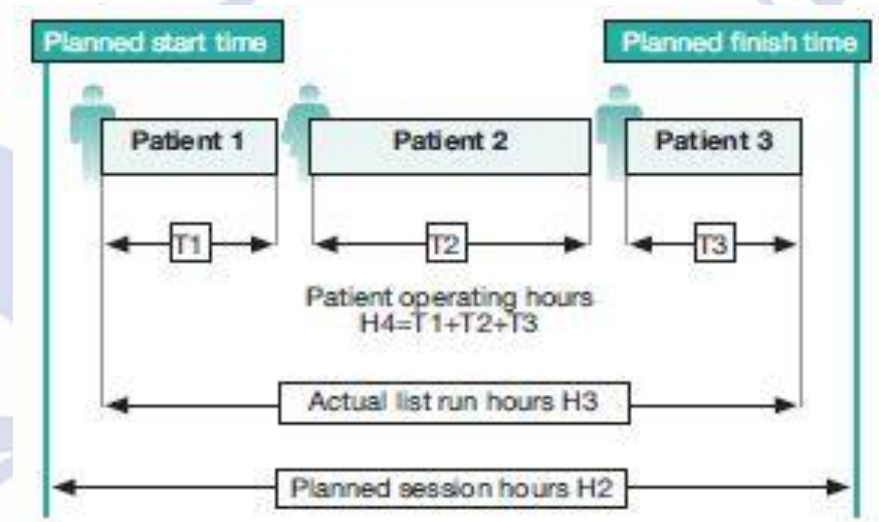 Planned start time
Planned finish time
Patient 1
Patient 2
Patient 3
T1
T2
T3
Patient operating hours
H4=T1+T2+T3
Actual list run hours H3
Planned session hours H2